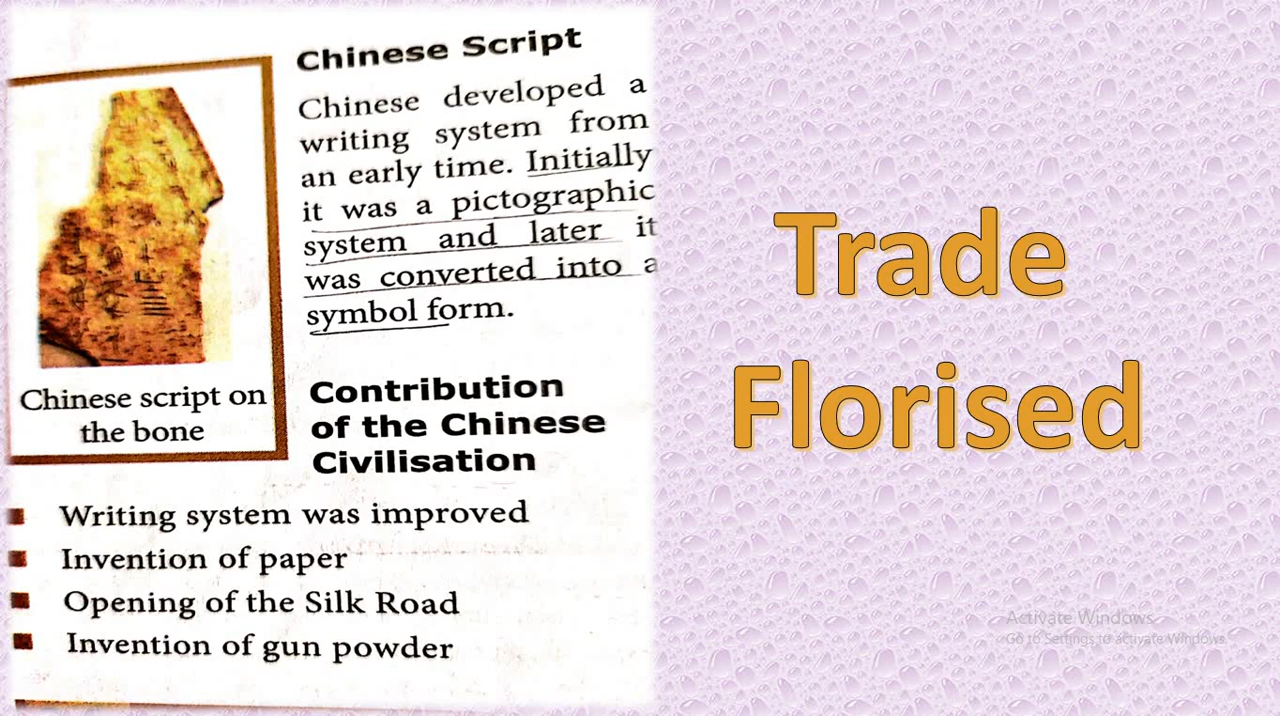 Chinese Script
Chinese developed a
writing system from
an early time. Initially
it was a pictographic
system and later it
was converted into a
symbol form.
Chinese script on
the bone
Contribution
of the Chinese
Civilisation
Writing system was improved
Invention of paper
Opening of the Silk Road
Invention of gun powder
Trade
Florised
Activate Windows
Go to Settings to activate Windows.